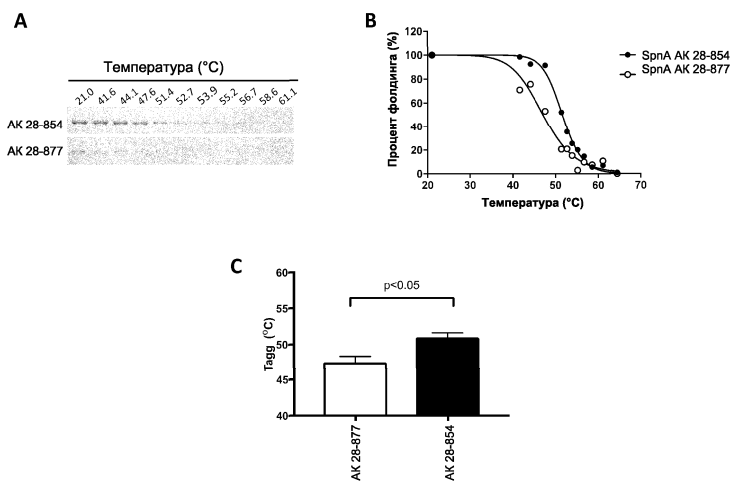 A
Температура (°C)
21.0 41.6 44.1 47.6 51.4 52.7 53.9 55.2 56.7 58.6 61.1
АК 28-854
АК 28-877
B
Процент фолдинга (%)
120
100
80
60
40
20
0
20 30 40 50 60 70
Температура (°C)
SpnA АК 28-854
SpnA АК 28-877
C
Tagg (°C)
60
55
50
45
40
p<0.05
АК 28-877
АК 28-854